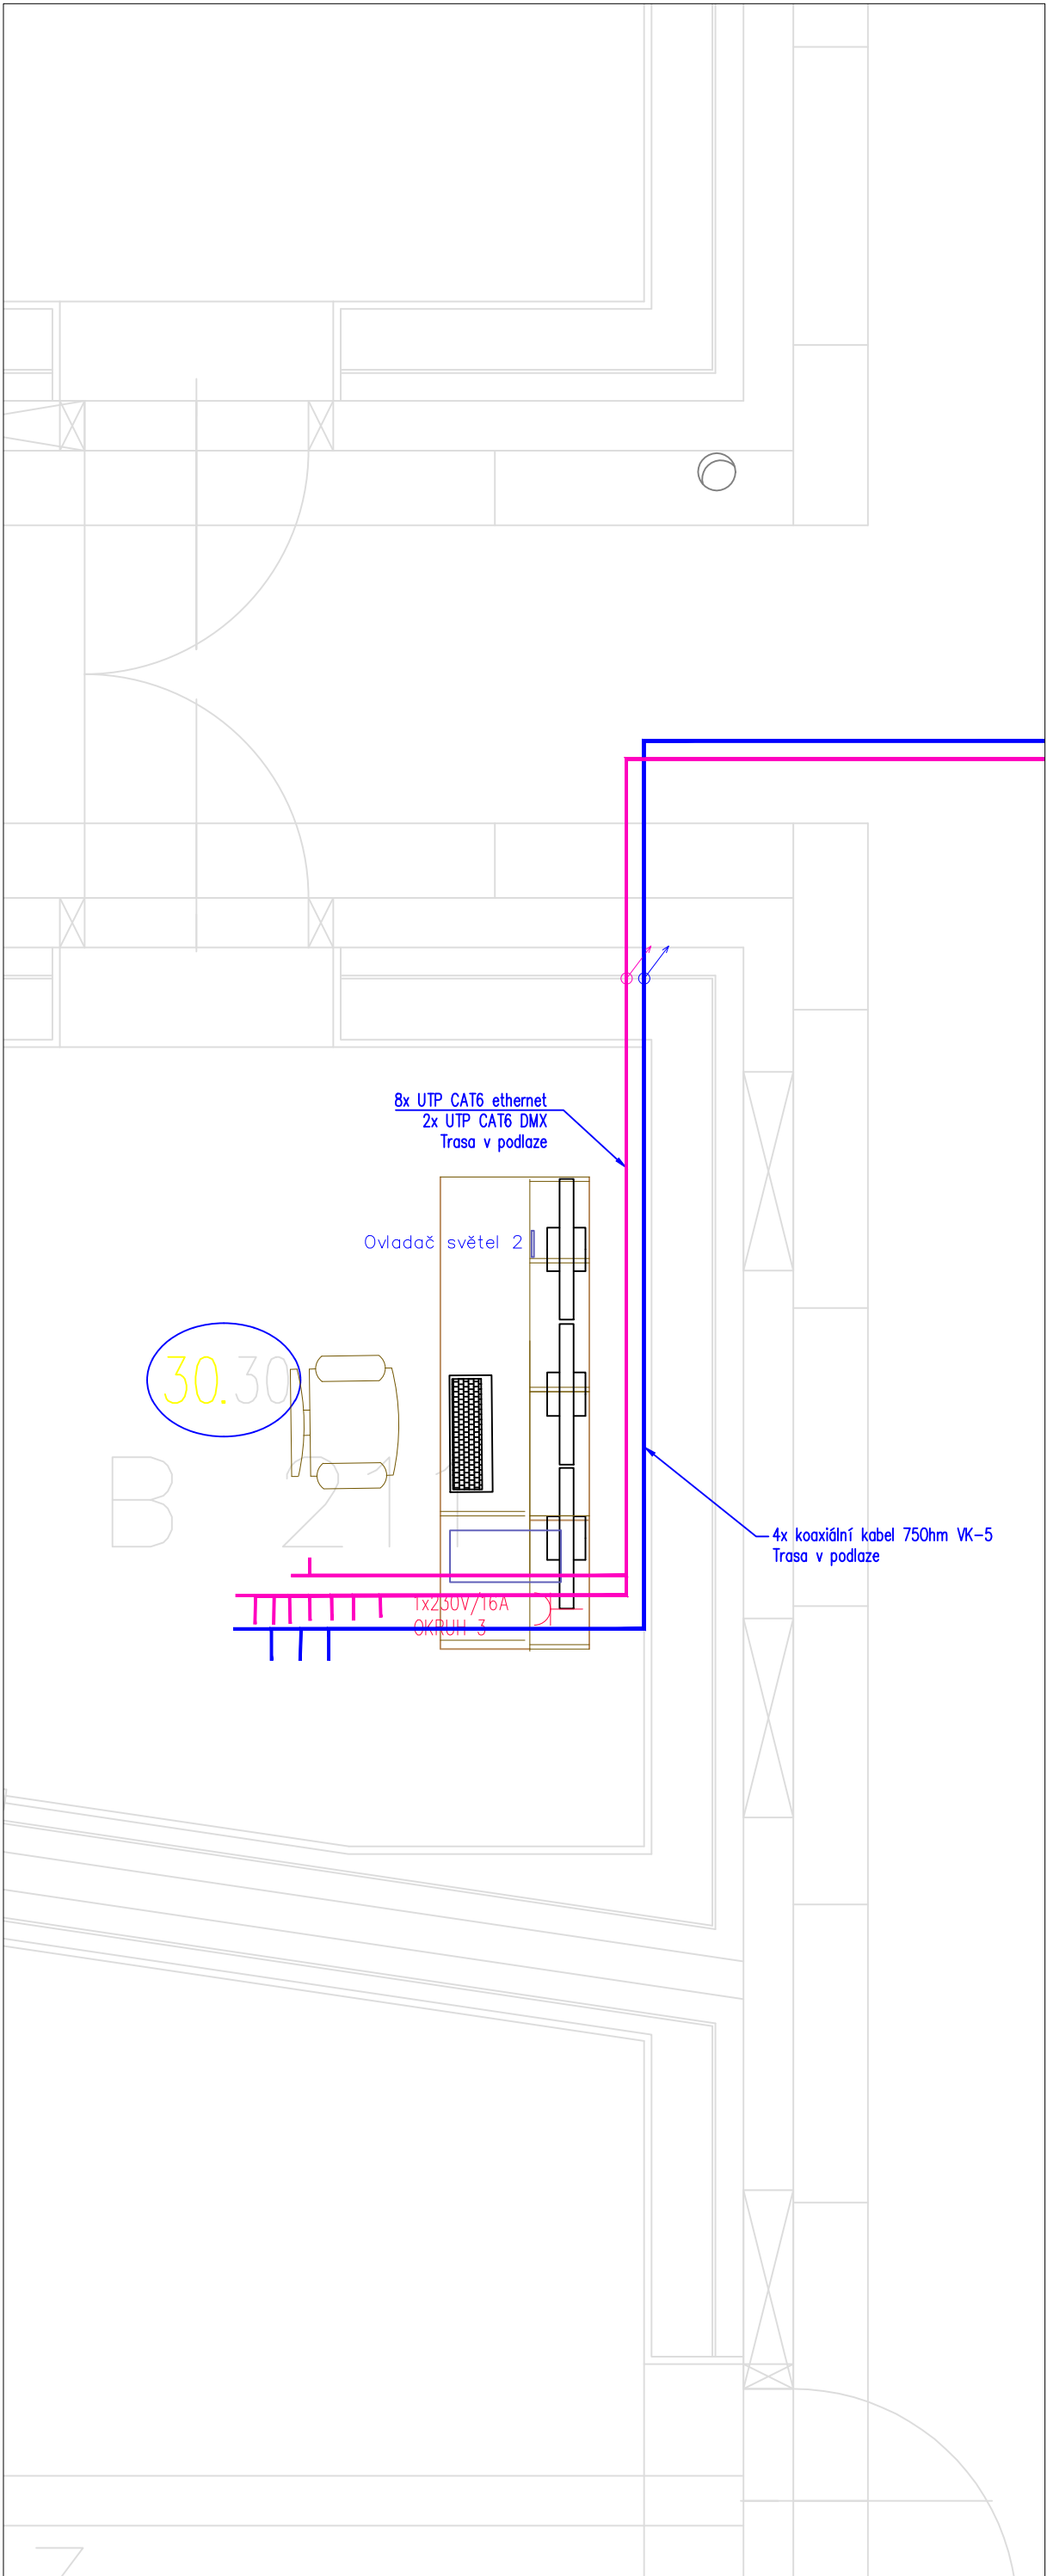 8x UTP CAT6 ethernet
2x UTP CAT6 DMX
Trasa v podlaze
Ovladač světel 2
30.30
B 211
4x koaxiální kabel 75Ohm VK-5
Trasa v podlaze
1x230V/16A
OKRUH 3